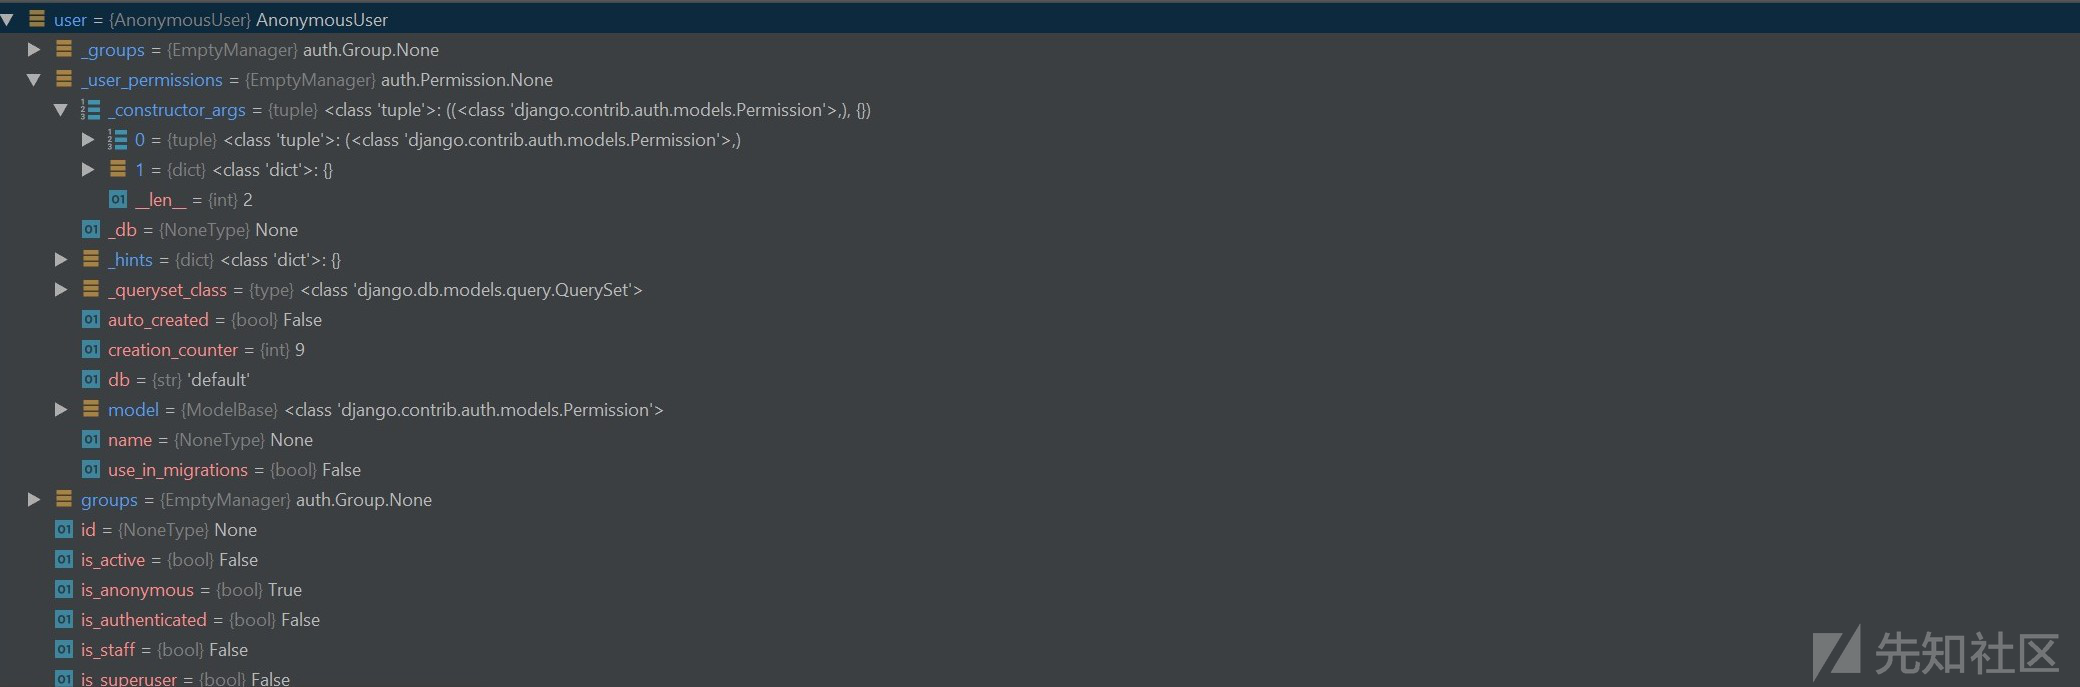 user = {AnonymousUser} AnonymousUser
_groups = {EmptyManager} auth.Group.None
_user_permissions = {EmptyManager} auth.Permission.None
_constructor_args = {tuple} <class 'tuple'>: ((<class 'django.contrib.auth.models.Permission'>,), {})
0 = {tuple} <class 'tuple'>: (<class 'django.contrib.auth.models.Permission'>,)
1 = {dict} <class 'dict'>: {}
01 __len__ = {int} 2
01 _db = {NoneType} None
_hints = {dict} <class 'dict'>: {}
_queryset_class = {type} <class 'django.db.models.query.QuerySet'>
01 auto_created = {bool} False
01 creation_counter = {int} 9
01 db = {str} 'default'
model = {ModelBase} <class 'django.contrib.auth.models.Permission'>
01 name = {NoneType} None
01 use_in_migrations = {bool} False
groups = {EmptyManager} auth.Group.None
01 id = {NoneType} None
01 is_active = {bool} False
01 is_anonymous = {bool} True
01 is_authenticated = {bool} False
01 is_staff = {bool} False
01 is_superuser = {bool} False
先知社区